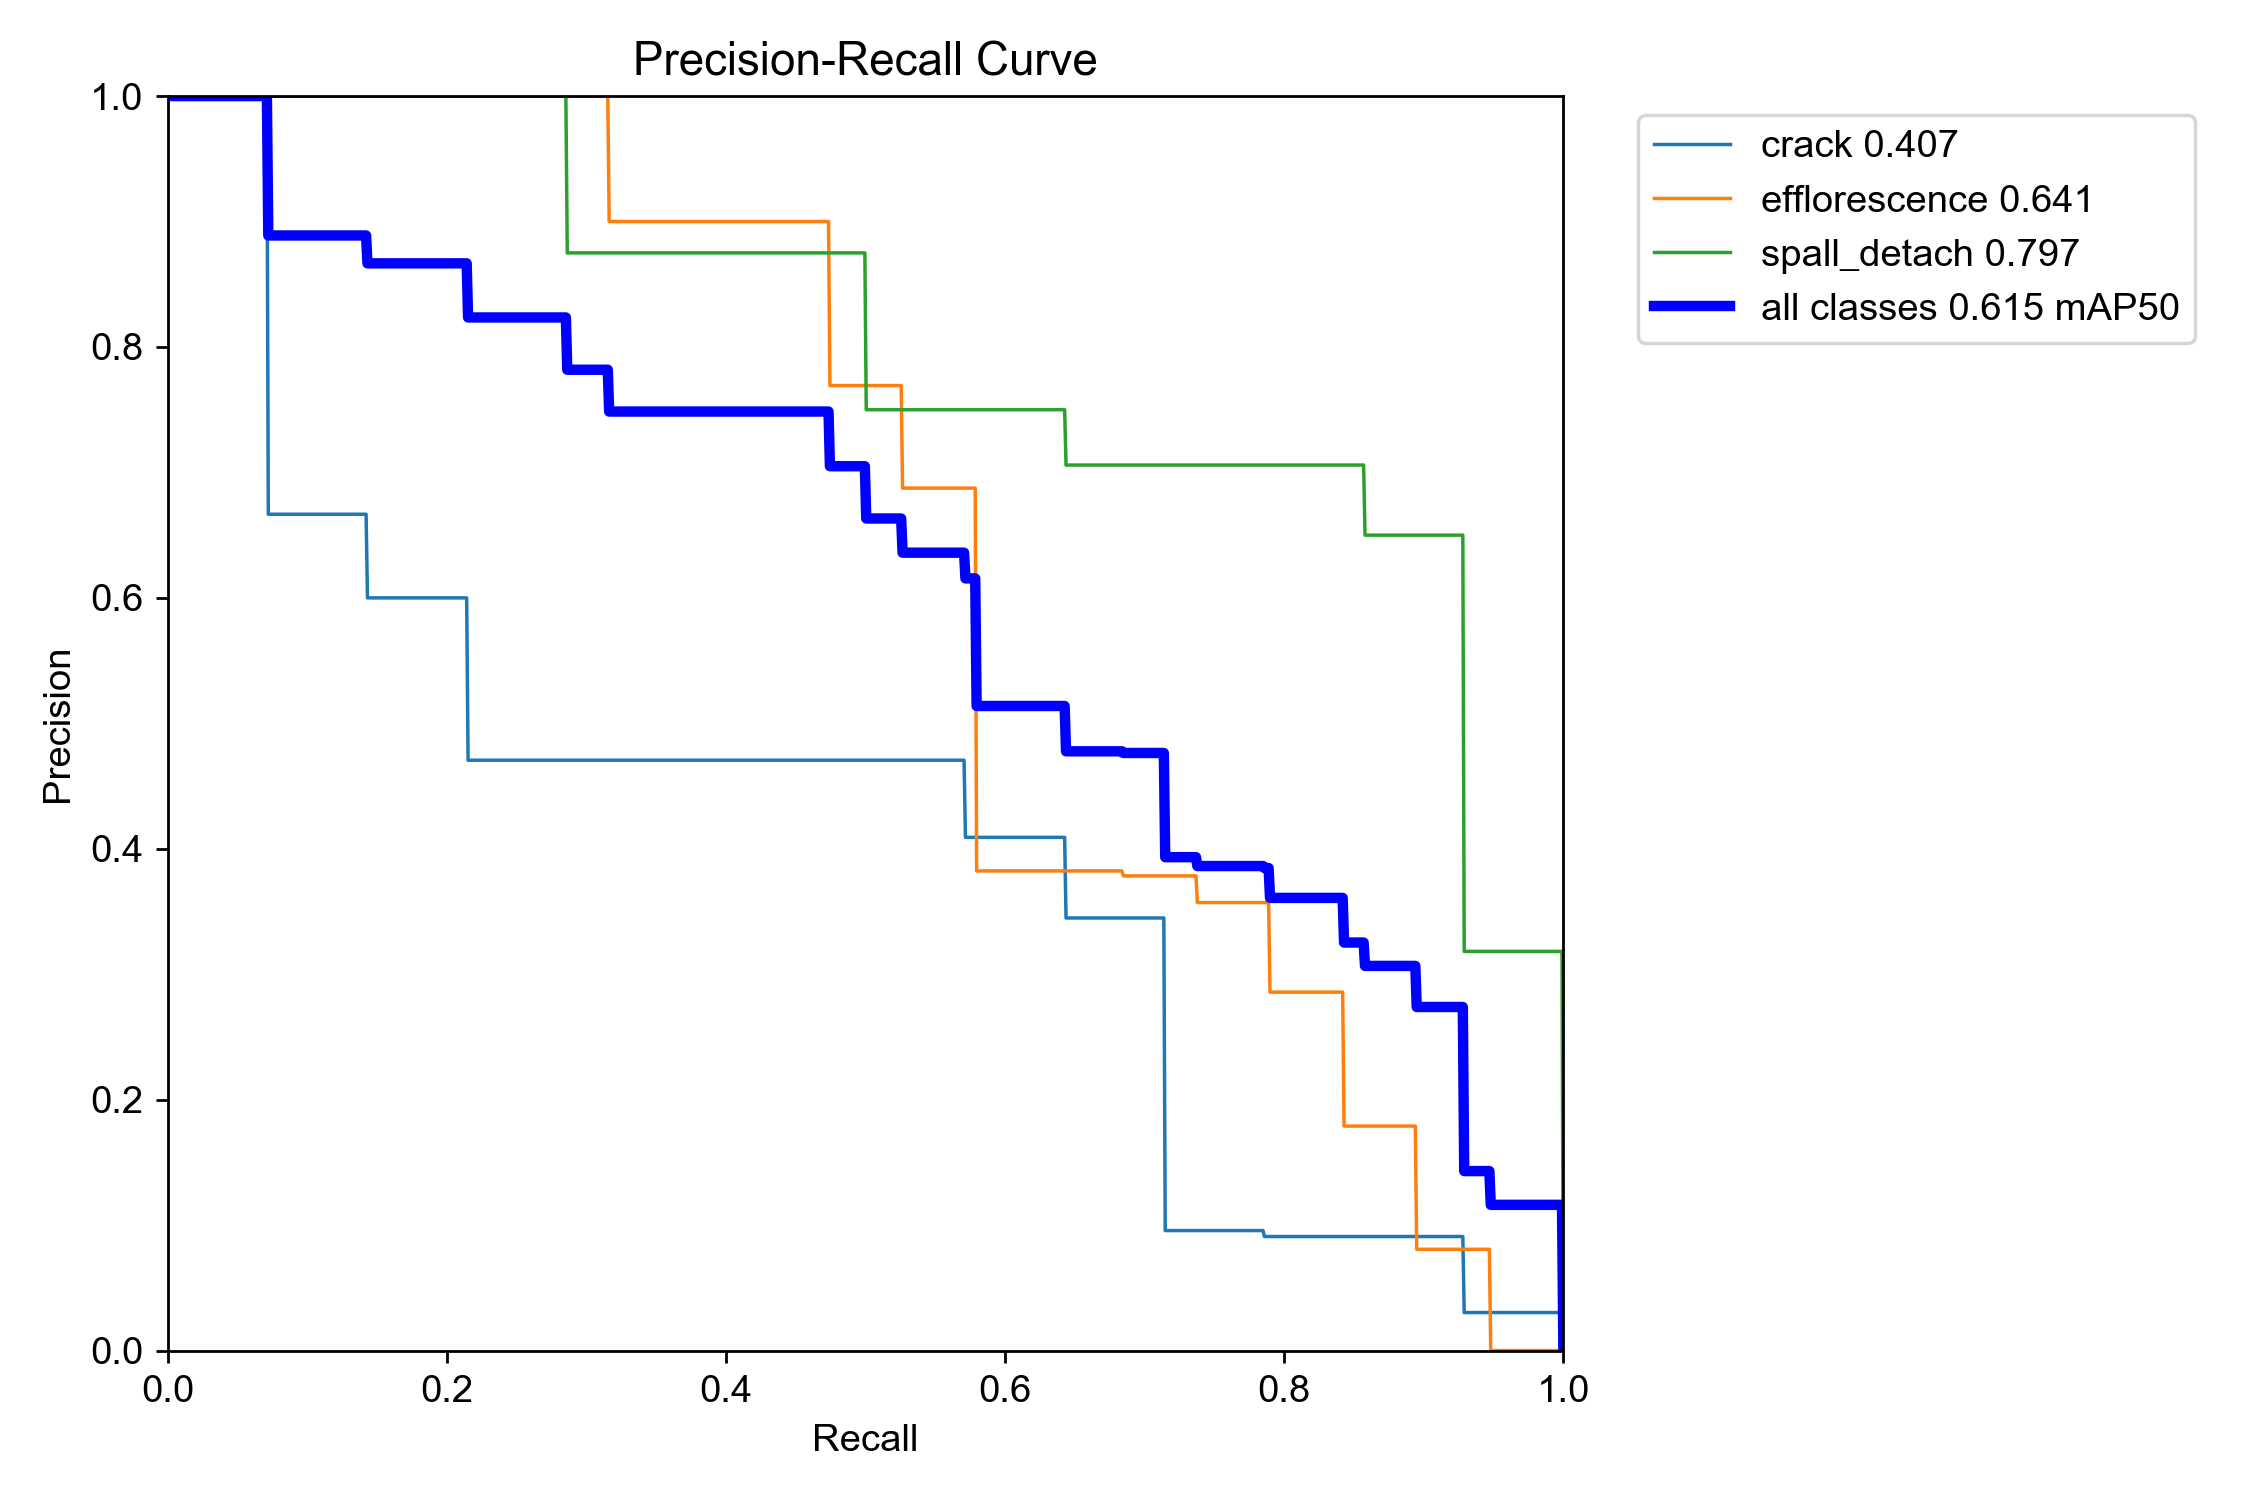 Precision-Recall Curve
1.0
0.8
0.6
0.4
0.2
0.0
Precision
0.0 0.2 0.4 0.6 0.8 1.0
Recall
crack 0.407
efflorescence 0.641
spall_detach 0.797
all classes 0.615 mAP50